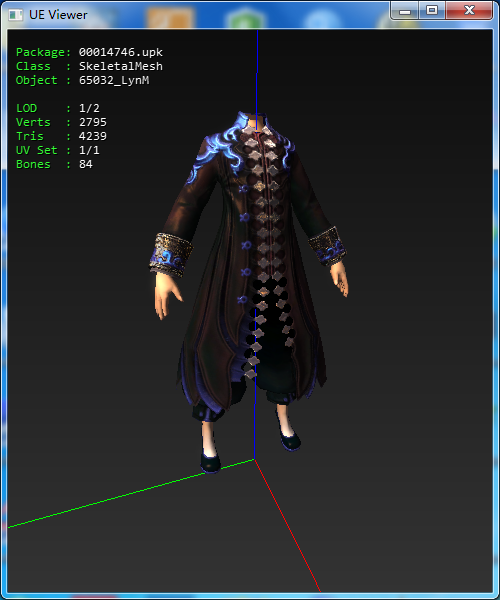 UE Viewer
Package: 00014746.upk
Class : SkeletalMesh
Object : 65032_LynM
LOD : 1/2
Verts : 2795
Tris : 4239
UV Set : 1/1
Bones : 84